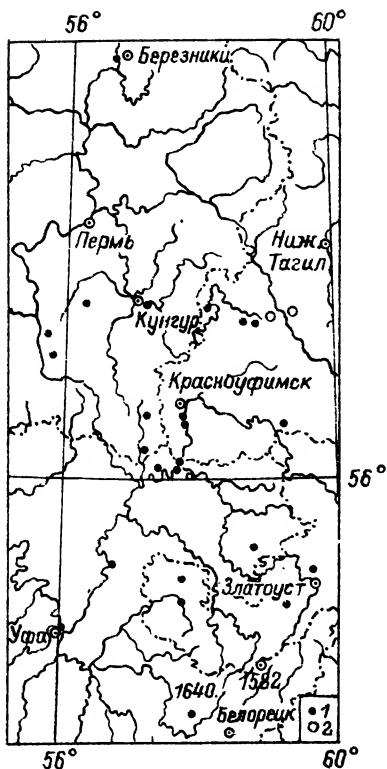 56° 60°
Березники
Пермь
Ниж.
Тагил
Кунгур
Красноуфимск
56°
Златоуст
Уфа
1582
1640
Белорецк
1
2
56° 60°